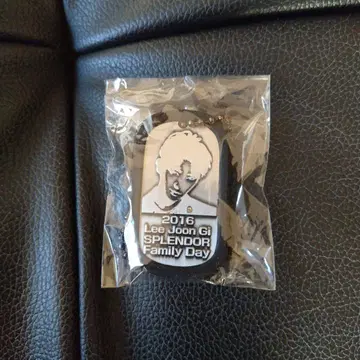 2016
Lee Joon Gi
SPLENDOR
Family Day